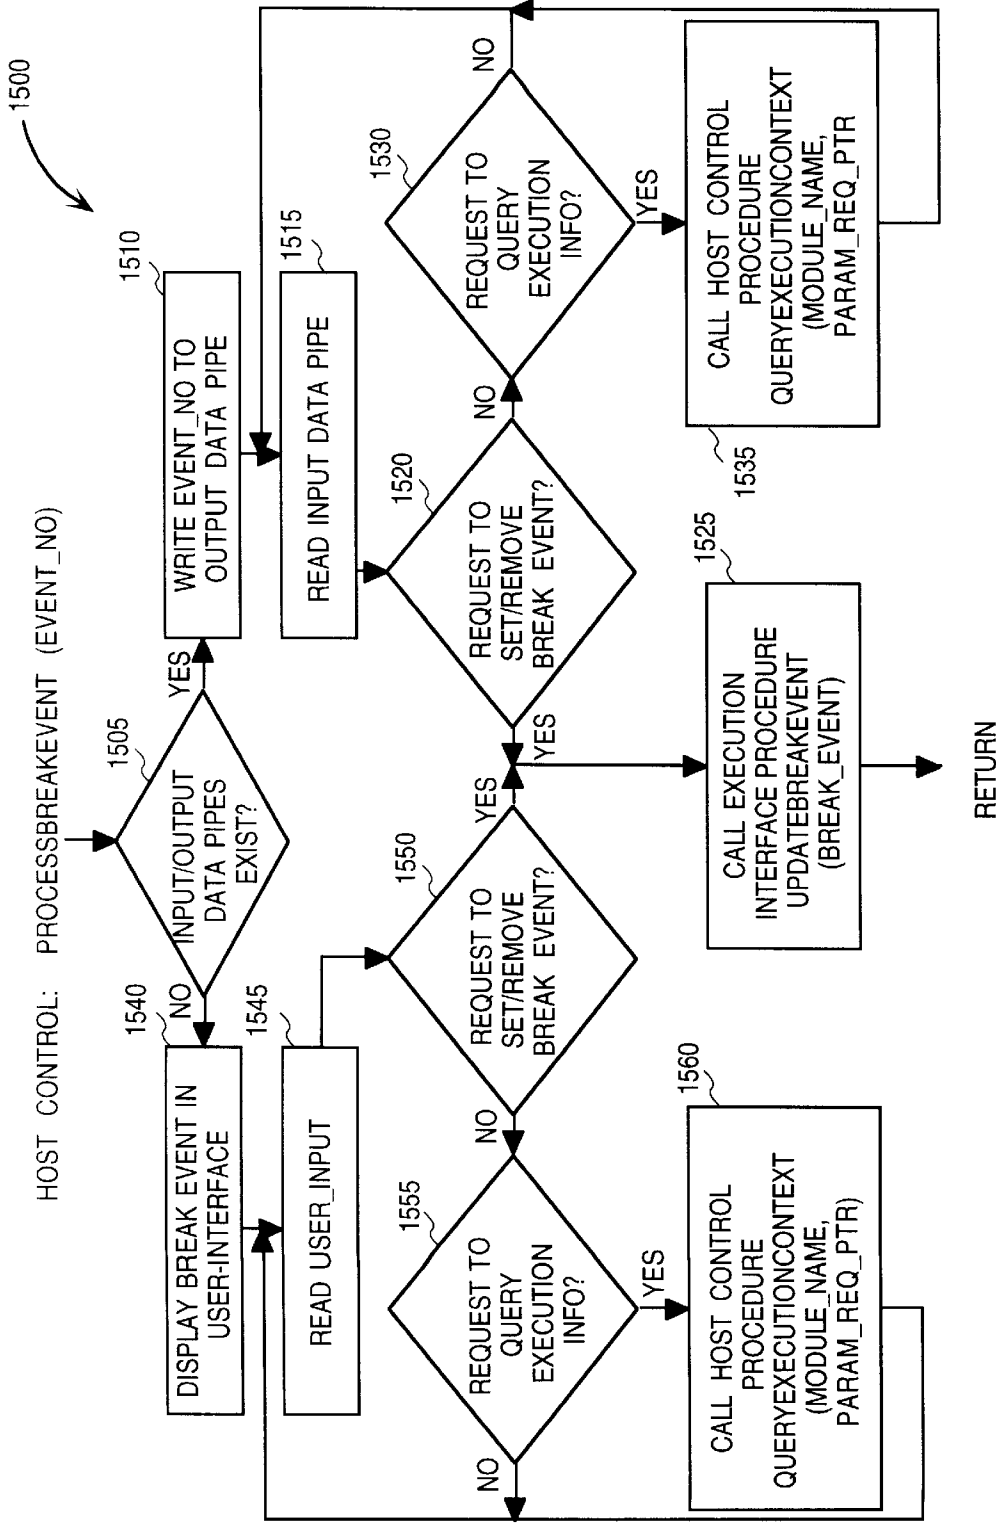 HOST CONTROL: PROCESSBREAKEVENT (EVENT_NO)
1500
1505
INPUT/OUTPUT
DATA PIPES
EXIST?
NO
YES
1540
DISPLAY BREAK EVENT IN
USER-INTERFACE
1510
WRITE EVENT_NO TO
OUTPUT DATA PIPE
1545
READ USER_INPUT
1515
READ INPUT DATA PIPE
1555
REQUEST TO
QUERY
EXECUTION
INFO?
NO
YES
1550
REQUEST TO
SET/REMOVE
BREAK EVENT?
NO
YES
1520
REQUEST TO
SET/REMOVE
BREAK EVENT?
YES
NO
1530
REQUEST TO
QUERY
EXECUTION
INFO?
NO
YES
1560
CALL HOST CONTROL
PROCEDURE
QUERYEXECUTIONCONTEXT
(MODULE_NAME,
PARAM_REQ_PTR)
1525
CALL EXECUTION
INTERFACE PROCEDURE
UPDATEBREAKEVENT
(BREAK_EVENT)
1535
CALL HOST CONTROL
PROCEDURE
QUERYEXECUTIONCONTEXT
(MODULE_NAME,
PARAM_REQ_PTR
RETURN